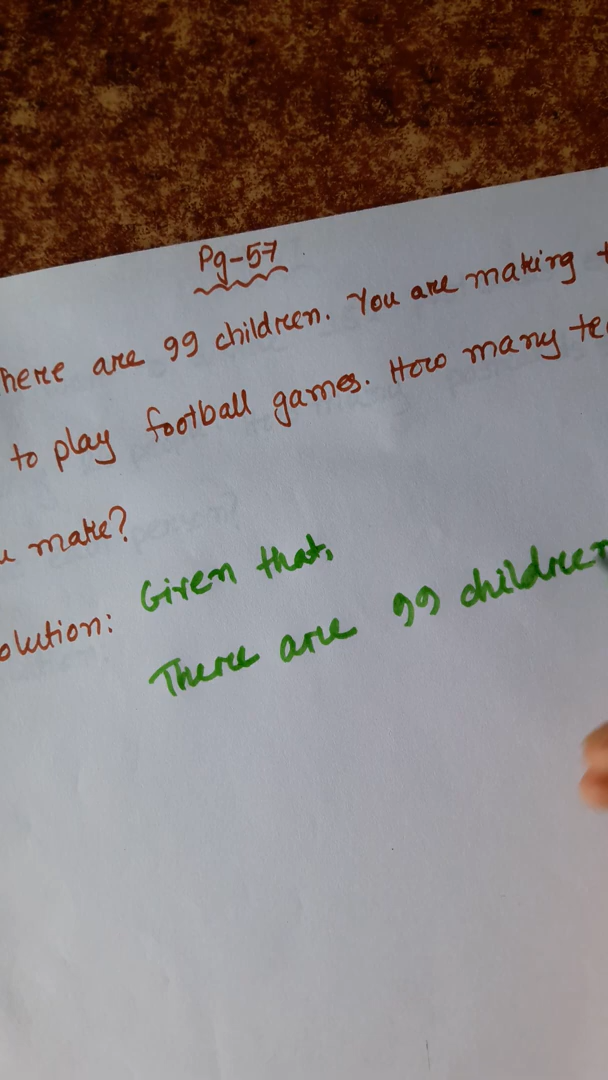 Pg-57
here are 99 children. You are making
to play football games. How many te
make?
olution: Given that,
There are 99 children